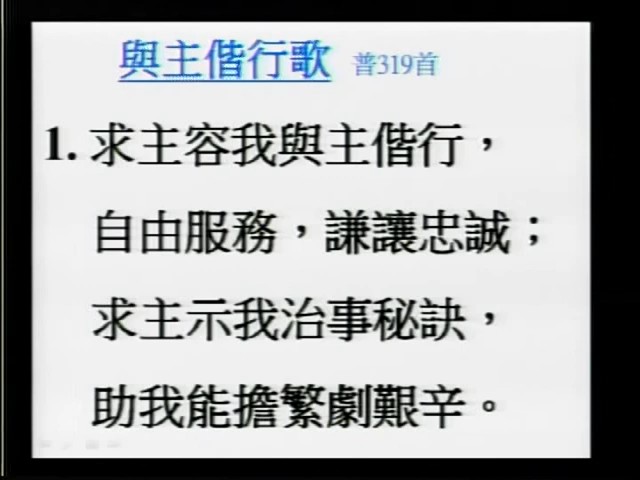 與主偕行歌 普319首
1. 求主容我與主偕行，
自由服務，謙讓忠誠；
求主示我治事秘訣，
助我能擔繁劇艱辛。